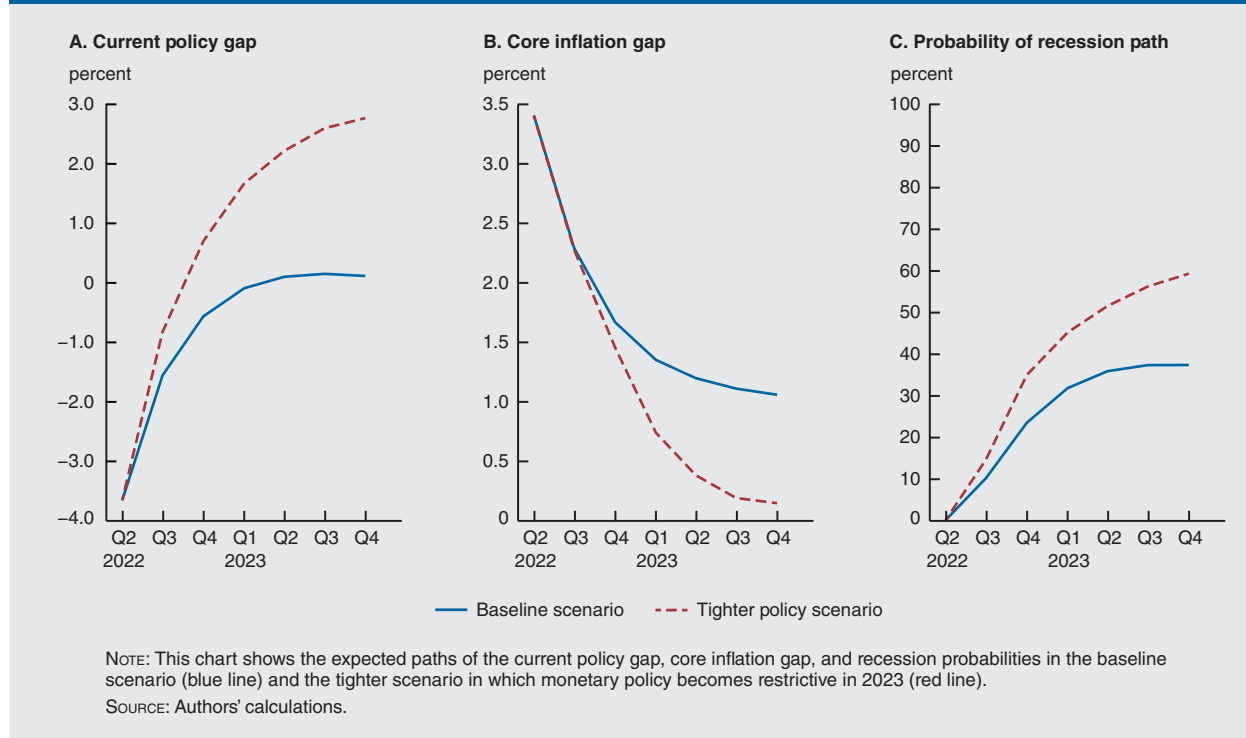 A. Current policy gap
percent
3.0
2.0
1.0
0
–1.0
–2.0
–3.0
–4.0
Q2 Q3 Q4 Q1 Q2 Q3 Q4
2022 2023
B. Core inflation gap
percent
3.5
3.0
2.5
2.0
1.5
1.0
0.5
0
Q2 Q3 Q4 Q1 Q2 Q3 Q4
2022 2023
C. Probability of recession path
percent
100
90
80
70
60
50
40
30
20
10
0
Q2 Q3 Q4 Q1 Q2 Q3 Q4
2022 2023
Baseline scenario Tighter policy scenario
NOTE: This chart shows the expected paths of the current policy gap, core inflation gap, and recession probabilities in the baseline
scenario (blue line) and the tighter scenario in which monetary policy becomes restrictive in 2023 (red line).
SOURCE: Authors’ calculations.